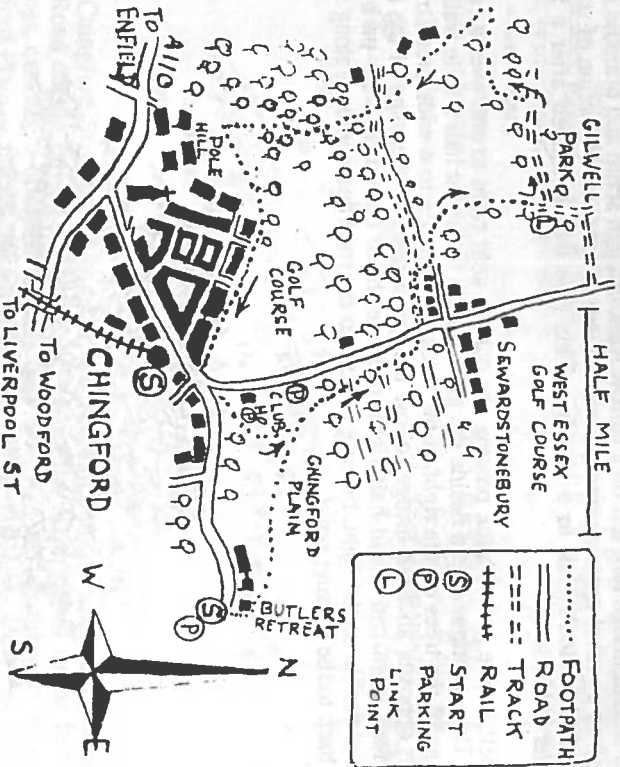 HALF MILE
GILWELL
PARK
L
WEST ESSEX
GOLF COURSE
SEWARDSTONEBURY
FOOTPATH
ROAD
TRACK
RAIL
S START
P PARKING
L LINK
POINT
TO
ENFIELD
A110
POLE
HILL
GOLF
COURSE
P
CLUB
HO
P
CHINGFORD
PLAIN
BUTLERS
RETREAT
S
P
S
CHINGFORD
TO WOODFORD
TO LIVERPOOL ST
N
E
S
W